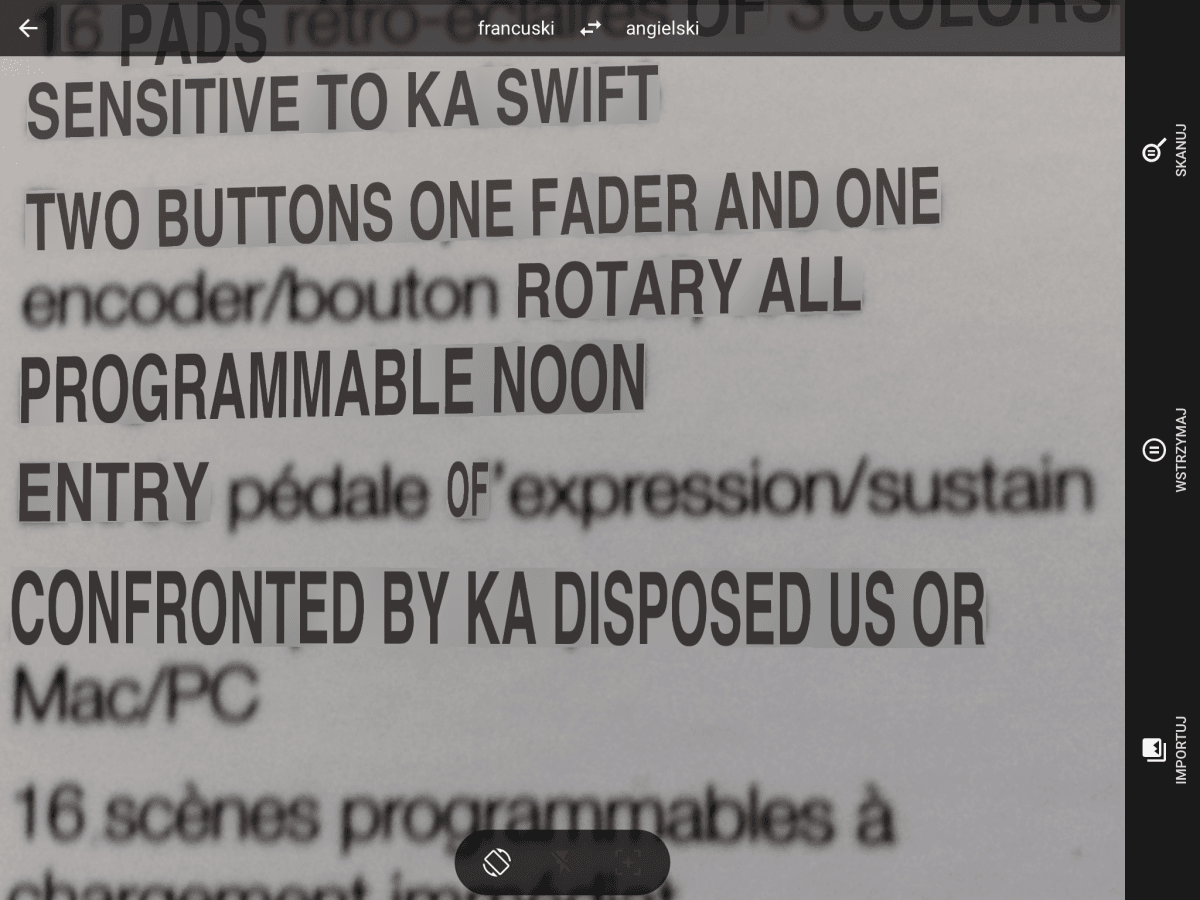 francuski angielski
16 PADS rétro-éclairés OF 3 COLORS
SENSITIVE TO KA SWIFT
TWO BUTTONS ONE FADER AND ONE
encoder/bouton ROTARY ALL
PROGRAMMABLE NOON
ENTRY pédale OF'expression/sustain
CONFRONTED BY KA DISPOSED US OR
Mac/PC
16 scènes programmables à
chargement immédiat
SKANUJ
WSTRZYMAJ
IMPORTUJ